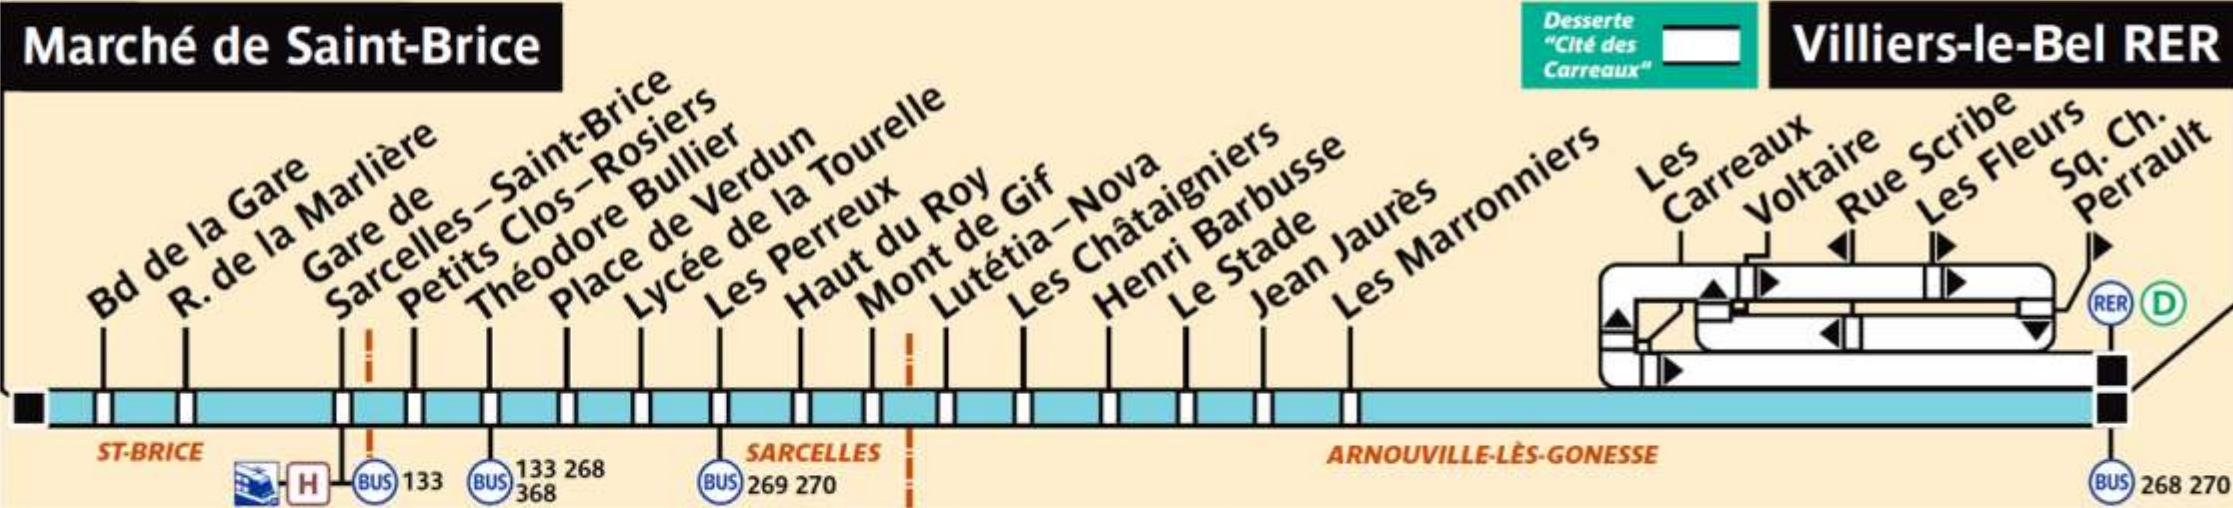 Marché de Saint-Brice
Desserte
"Cité des
Carreaux"
Villiers-le-Bel RER
Bd de la Gare
R. de la Marlière
Gare de
Sarcelles–Saint-Brice
Petits Clos–Rosiers
Théodore Bullier
Place de Verdun
Lycée de la Tourelle
Les Perreux
Haut du Roy
Mont de Gif
Lutétia–Nova
Les Châtaigniers
Henri Barbusse
Le Stade
Jean Jaurès
Les Marronniers
Les
Carreaux
Voltaire
Rue Scribe
Les Fleurs
Sq. Ch.
Perrault
RER D
ST-BRICE
SARCELLES
ARNOUVILLE-LÈS-GONESSE
H BUS 133
BUS 133 268
368
BUS 269 270
BUS 268 270